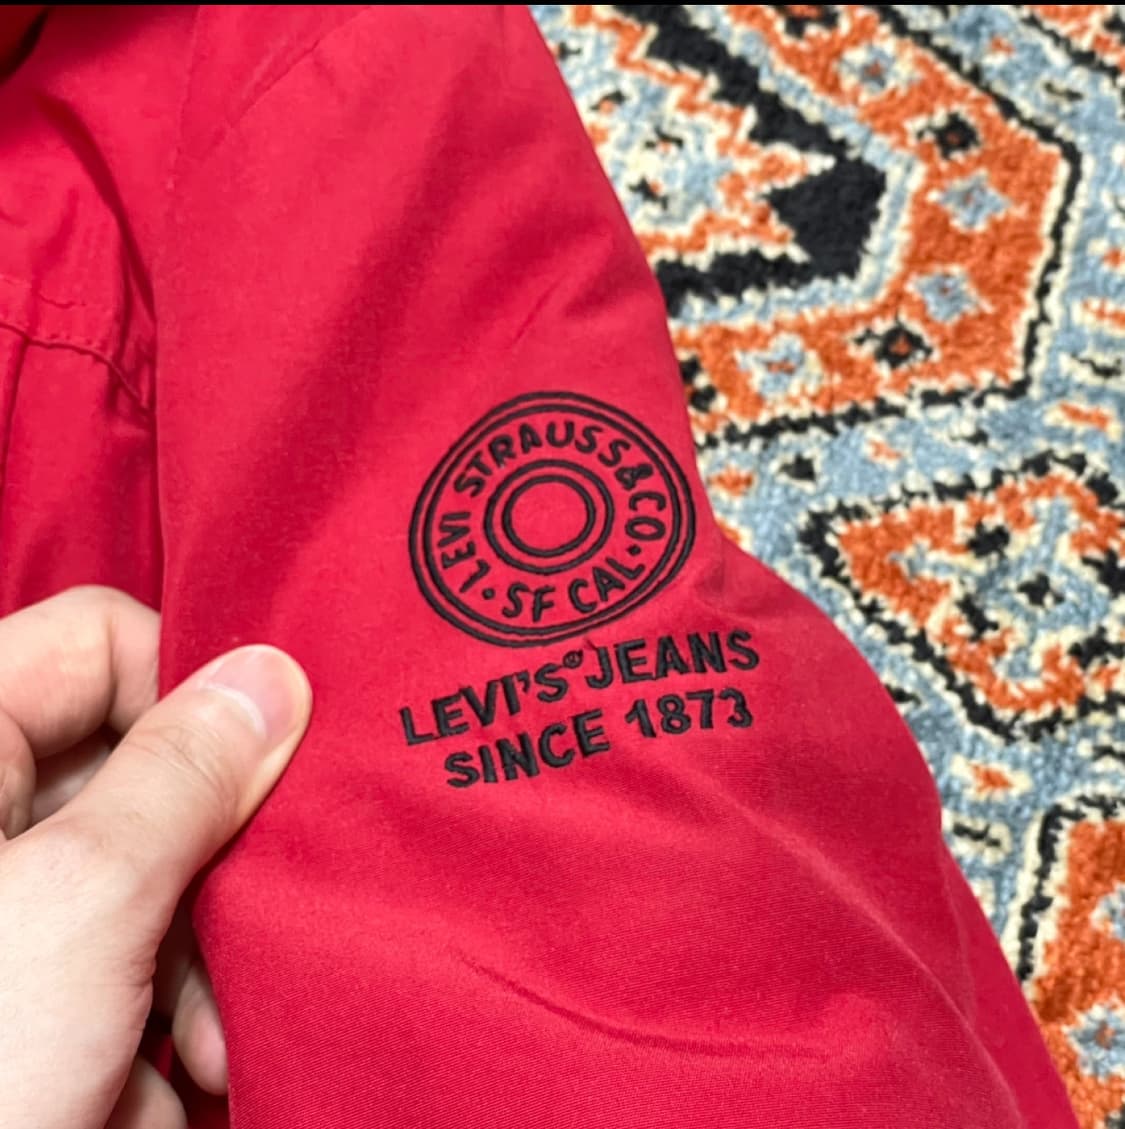 LEVI STRAUSS & CO.
SF CAL
LEVI'S® JEANS
SINCE 1873